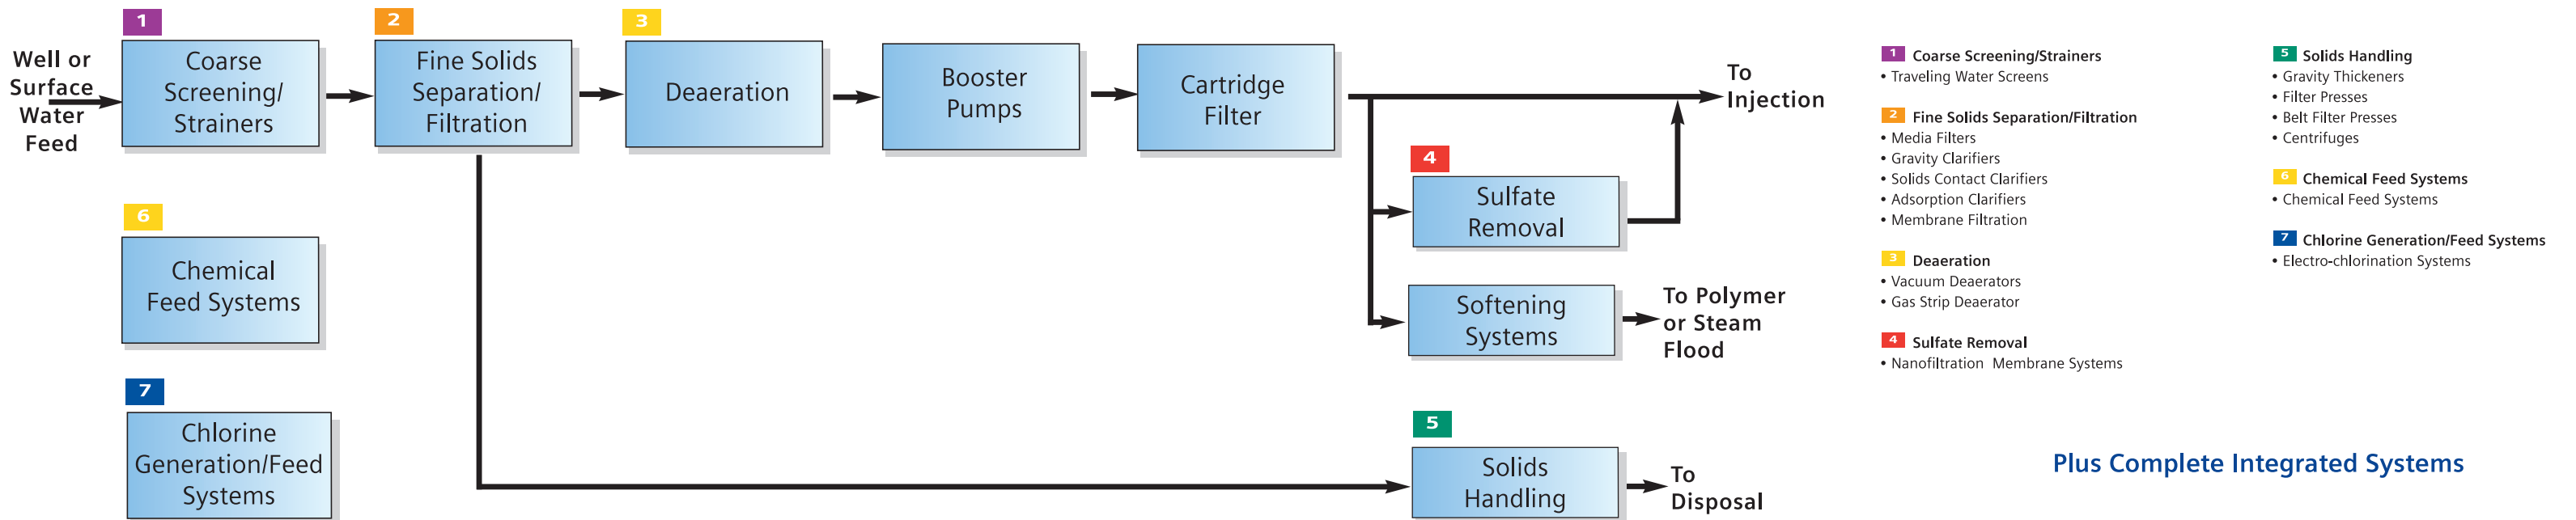 1
2
3
Well or
Surface
Water
Feed
Coarse
Screening/
Strainers
Fine Solids
Separation/
Filtration
Deaeration
Booster
Pumps
Cartridge
Filter
To
Injection
4
Sulfate
Removal
6
Chemical
Feed Systems
Softening
Systems
To Polymer
or Steam
Flood
7
Chlorine
Generation/Feed
Systems
5
Solids
Handling
To
Disposal
1 Coarse Screening/Strainers
• Traveling Water Screens
2 Fine Solids Separation/Filtration
• Media Filters
• Gravity Clarifiers
• Solids Contact Clarifiers
• Adsorption Clarifiers
• Membrane Filtration
3 Deaeration
• Vacuum Deaerators
• Gas Strip Deaerator
4 Sulfate Removal
• Nanofiltration Membrane Systems
5 Solids Handling
• Gravity Thickeners
• Filter Presses
• Belt Filter Presses
• Centrifuges
6 Chemical Feed Systems
• Chemical Feed Systems
7 Chlorine Generation/Feed Systems
• Electro-chlorination Systems
Plus Complete Integrated Systems